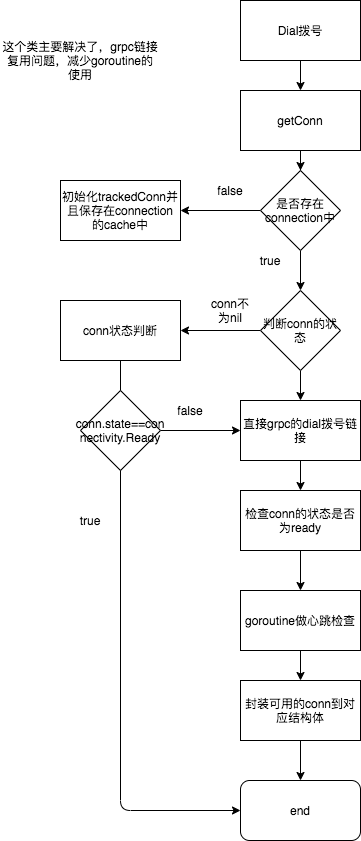 这个类主要解决了，grpc链接
复用问题，减少goroutine的
使用
Dial拨号
getConn
是否存在
connection中
false
初始化trackedConn并
且保存在connection
的cache中
true
判断conn的状
态
conn不
为nil
conn状态判断
conn.state==con
nectivity.Ready
false
直接grpc的dial拨号链
接
true
检查conn的状态是否
为ready
goroutine做心跳检查
封装可用的conn到对
应结构体
end